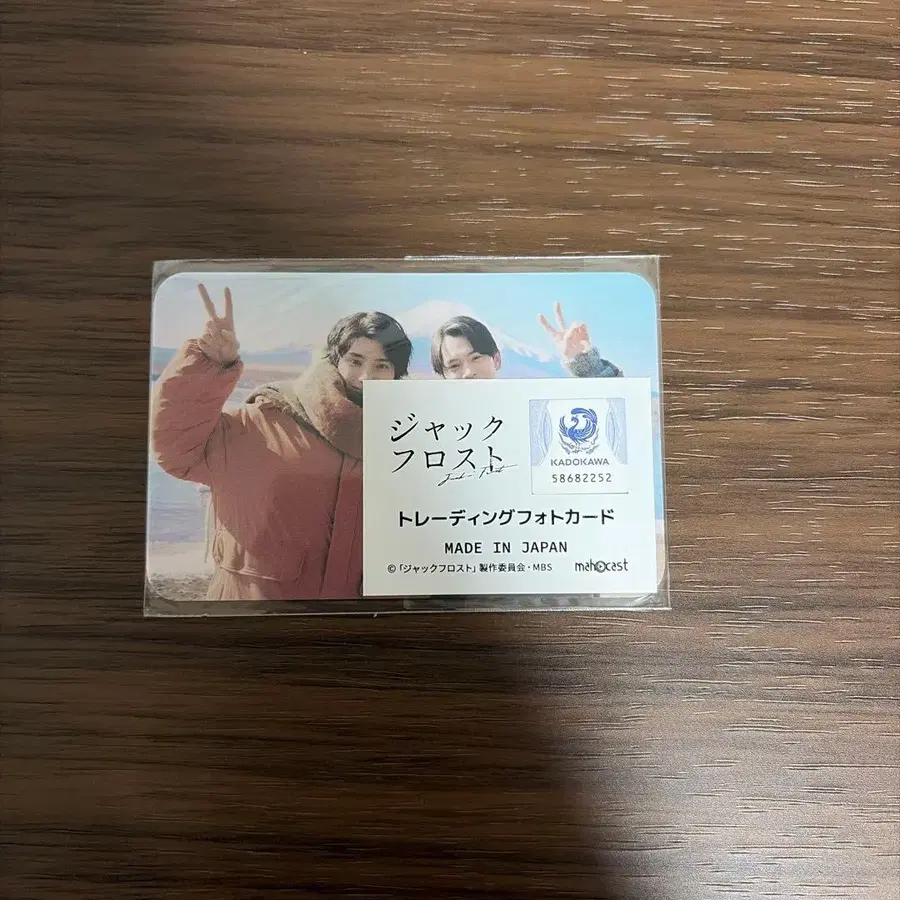 ジャック
フロスト
Jack Frost
KADOKAWA
58682252
トレーディングフォトカード
MADE IN JAPAN
©「ジャックフロスト」製作委員会・MBS
mahocast